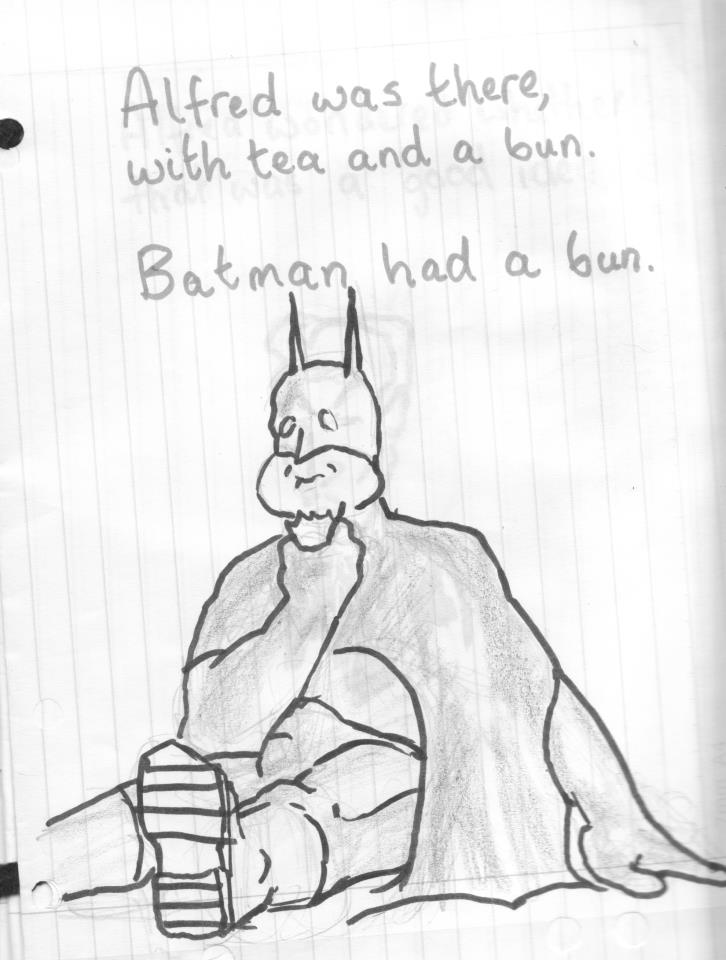 Alfred was there,
with tea and a bun.
Batman had a bun.